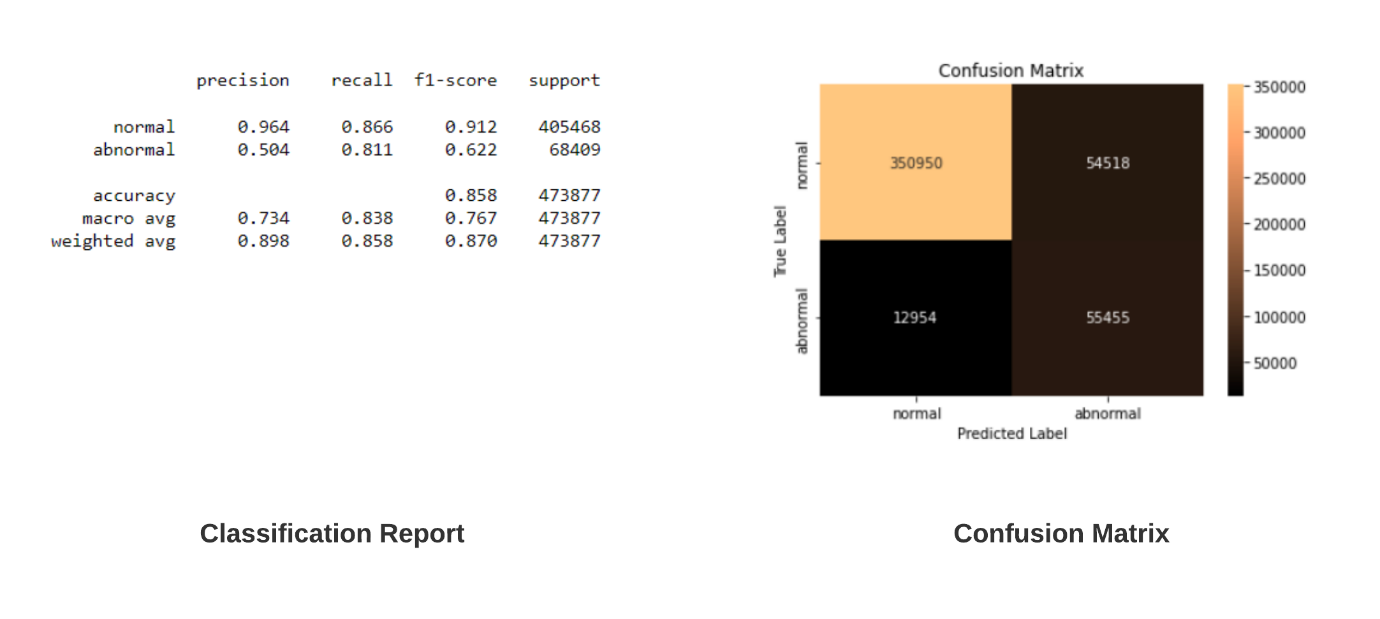 precision recall f1-score support
normal 0.964 0.866 0.912 405468
abnormal 0.504 0.811 0.622 68409
accuracy 0.858 473877
macro avg 0.734 0.838 0.767 473877
weighted avg 0.898 0.858 0.870 473877
Classification Report
Confusion Matrix
True Label
normal
abnormal
350950 54518
12954 55455
normal abnormal
Predicted Label
350000
300000
250000
200000
150000
100000
50000
Confusion Matrix